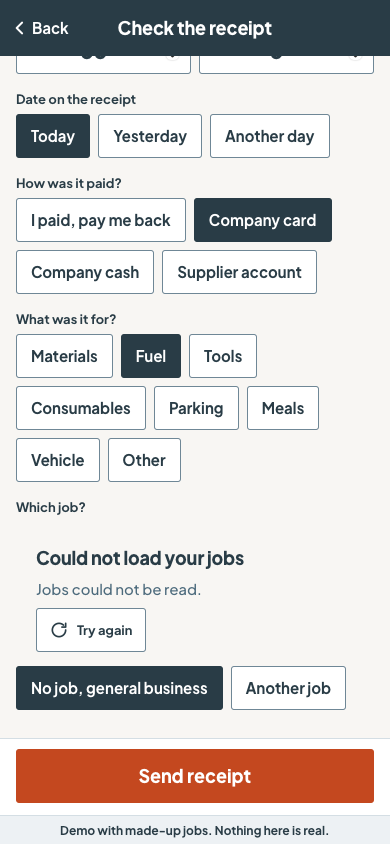 Back
Check the receipt
Date on the receipt
Today Yesterday Another day
How was it paid?
I paid, pay me back Company card
Company cash Supplier account
What was it for?
Materials Fuel Tools
Consumables Parking Meals
Vehicle Other
Which job?
Could not load your jobs
Jobs could not be read.
Try again
No job, general business Another job
Send receipt
Demo with made-up jobs. Nothing here is real.